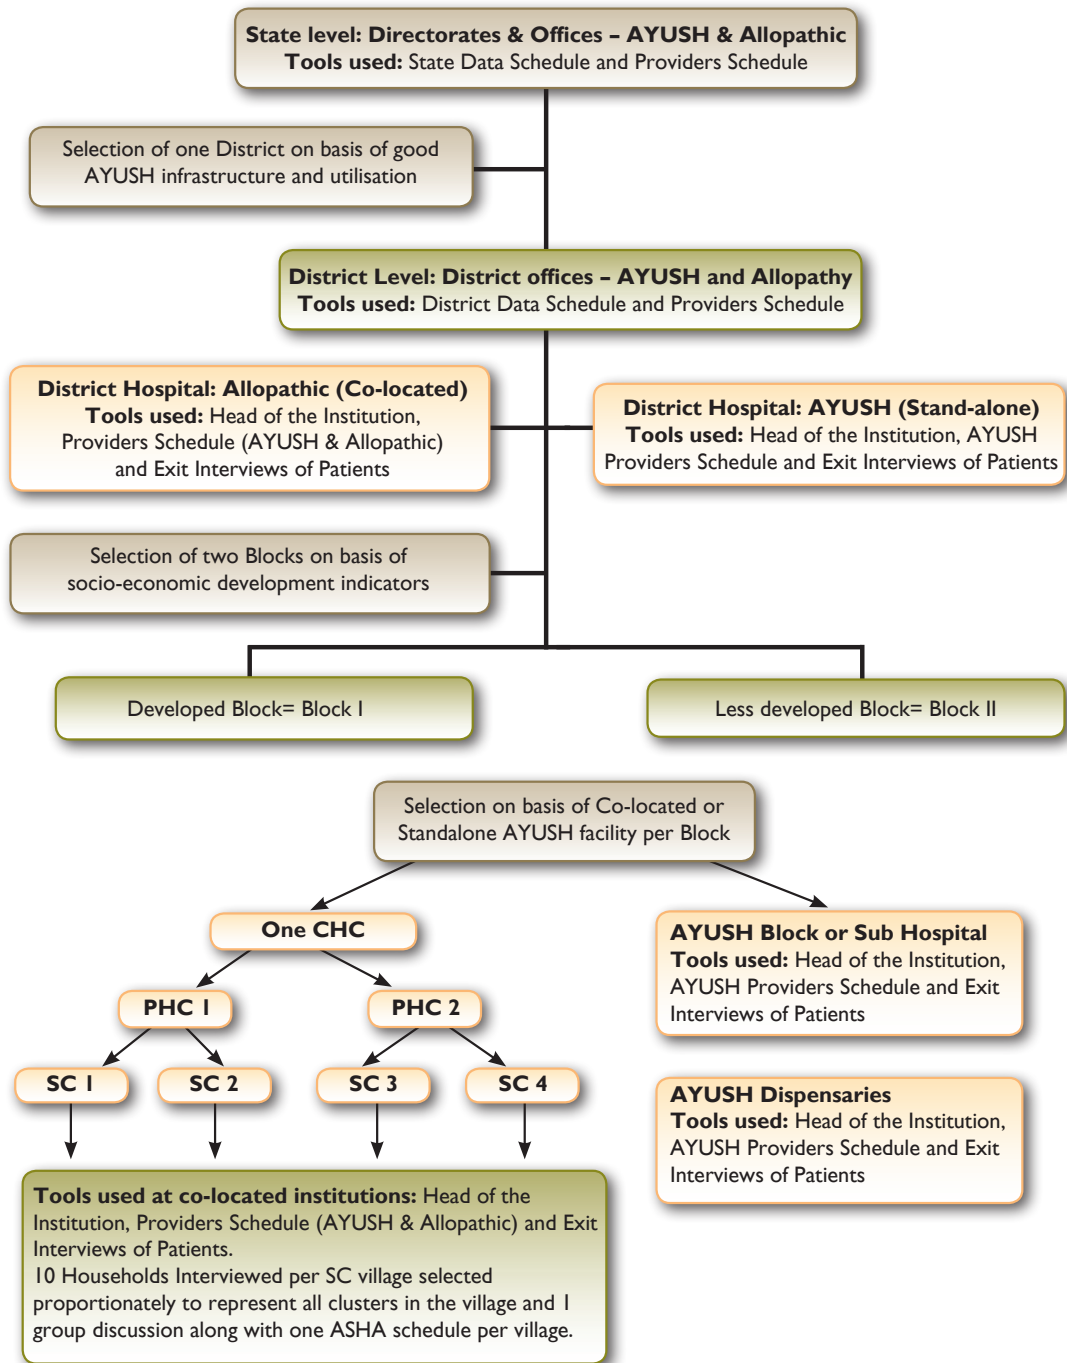 State level: Directorates & Offices – AYUSH & Allopathic
Tools used: State Data Schedule and Providers Schedule
Selection of one District on basis of good
AYUSH infrastructure and utilisation
District Level: District offices – AYUSH and Allopathy
Tools used: District Data Schedule and Providers Schedule
District Hospital: Allopathic (Co-located)
Tools used: Head of the Institution,
Providers Schedule (AYUSH & Allopathic)
and Exit Interviews of Patients
District Hospital: AYUSH (Stand-alone)
Tools used: Head of the Institution, AYUSH
Providers Schedule and Exit Interviews of Patients
Selection of two Blocks on basis of
socio-economic development indicators
Developed Block= Block I
Less developed Block= Block II
Selection on basis of Co-located or
Standalone AYUSH facility per Block
One CHC
PHC 1
PHC 2
SC 1
SC 2
SC 3
SC 4
Tools used at co-located institutions: Head of the
Institution, Providers Schedule (AYUSH & Allopathic) and Exit
Interviews of Patients.
10 Households Interviewed per SC village selected
proportionately to represent all clusters in the village and 1
group discussion along with one ASHA schedule per village.
AYUSH Block or Sub Hospital
Tools used: Head of the Institution,
AYUSH Providers Schedule and Exit
Interviews of Patients
AYUSH Dispensaries
Tools used: Head of the Institution,
AYUSH Providers Schedule and Exit
Interviews of Patients